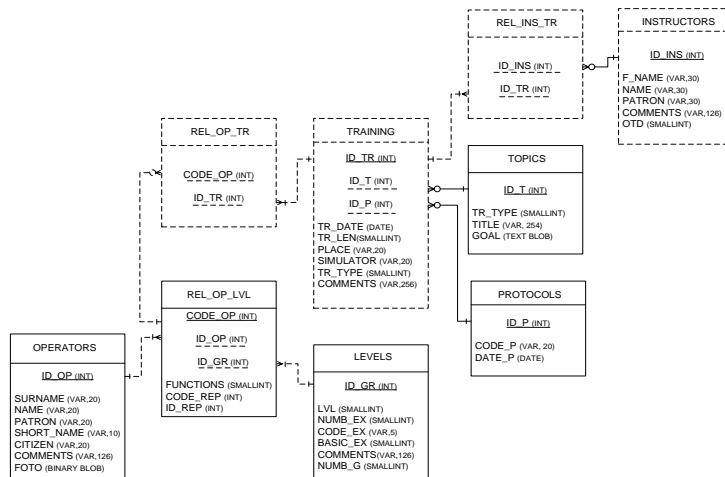 REL_INS_TR
ID_INS (INT)
ID_TR (INT)
INSTRUCTORS
ID_INS (INT)
F_NAME (VAR,30)
NAME (VAR,30)
PATRON (VAR,30)
COMMENTS (VAR,126)
OTD (SMALLINT)
REL_OP_TR
CODE_OP (INT)
ID_TR (INT)
TRAINING
ID_TR (INT)
ID_T (INT)
ID_P (INT)
TR_DATE (DATE)
TR_LEN(SMALLINT)
PLACE (VAR,20)
SIMULATOR (VAR,20)
TR_TYPE (SMALLINT)
COMMENTS (VAR,256)
TOPICS
ID_T (INT)
TR_TYPE (SMALLINT)
TITLE (VAR, 254)
GOAL (TEXT BLOB)
REL_OP_LVL
CODE_OP (INT)
ID_OP (INT)
ID_GR (INT)
FUNCTIONS (SMALLINT)
CODE_REP (INT)
ID_REP (INT)
PROTOCOLS
ID_P (INT)
CODE_P (VAR, 20)
DATE_P (DATE)
OPERATORS
ID_OP (INT)
SURNAME (VAR,20)
NAME (VAR,20)
PATRON (VAR,20)
SHORT_NAME (VAR,10)
CITIZEN (VAR,20)
COMMENTS (VAR,126)
FOTO (BINARY BLOB)
LEVELS
ID_GR (INT)
LVL (SMALLINT)
NUMB_EX (SMALLINT)
CODE_EX (VAR,5)
BASIC_EX (SMALLINT)
COMMENTS(VAR,126)
NUMB_G (SMALLINT)